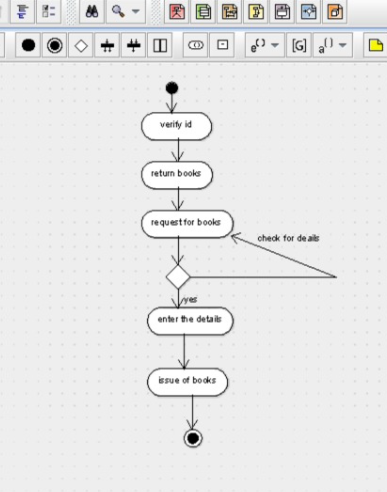 e()
[G]
a()
verify id
return books
request for books
check for deails
yes
enter the details
issue of books